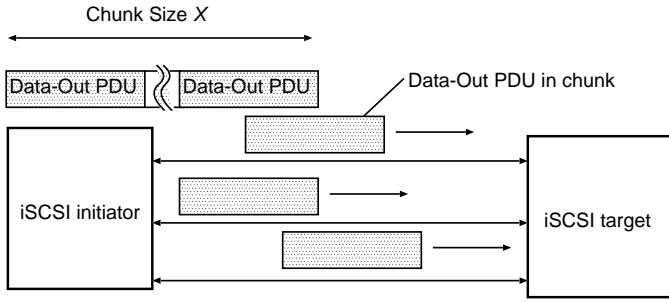 Chunk Size X
Data-Out PDU
Data-Out PDU
Data-Out PDU in chunk
iSCSI initiator
iSCSI target